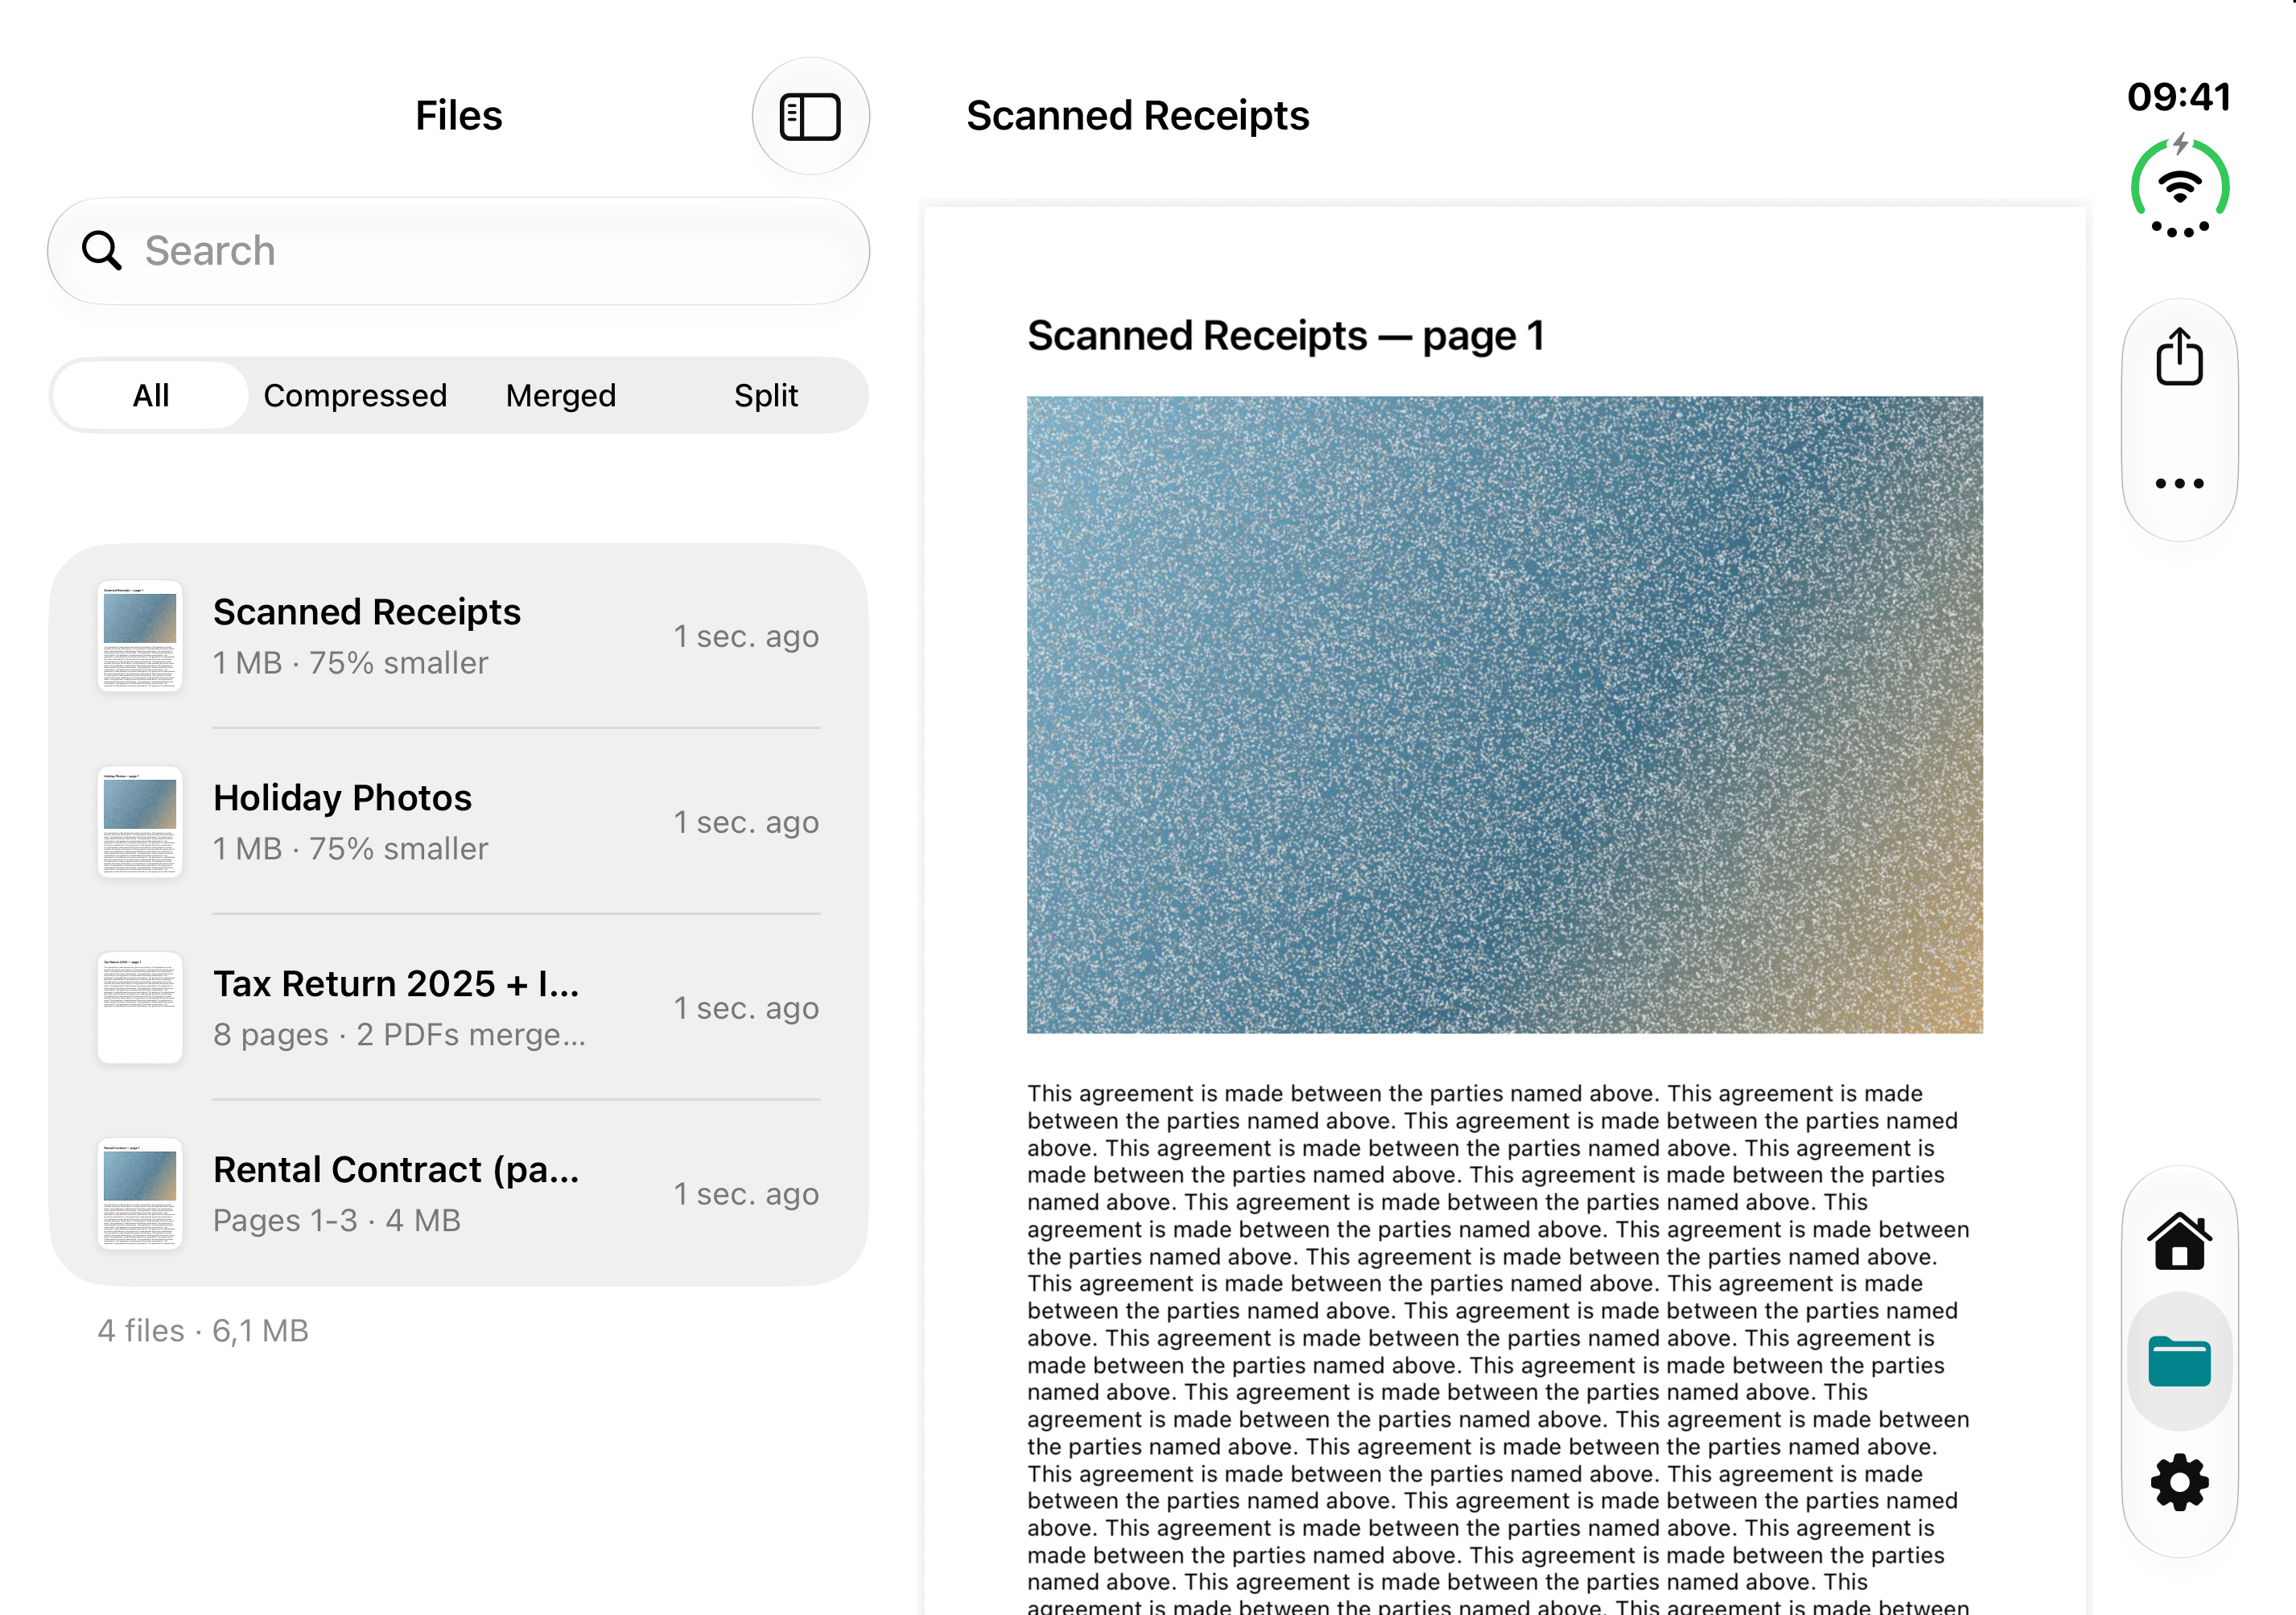 Files
Search
All
Compressed
Merged
Split
Scanned Receipts
1 MB · 75% smaller
1 sec. ago
Holiday Photos
1 MB · 75% smaller
1 sec. ago
Tax Return 2025 + I...
8 pages · 2 PDFs merge...
1 sec. ago
Rental Contract (pa...
Pages 1-3 · 4 MB
1 sec. ago
4 files · 6,1 MB
Scanned Receipts
Scanned Receipts — page 1
This agreement is made between the parties named above. This agreement is made
between the parties named above. This agreement is made between the parties named
above. This agreement is made between the parties named above. This agreement is
made between the parties named above. This agreement is made between the parties
named above. This agreement is made between the parties named above. This
agreement is made between the parties named above. This agreement is made between
the parties named above. This agreement is made between the parties named above.
This agreement is made between the parties named above. This agreement is made
between the parties named above. This agreement is made between the parties named
above. This agreement is made between the parties named above. This agreement is
made between the parties named above. This agreement is made between the parties
named above. This agreement is made between the parties named above. This
agreement is made between the parties named above. This agreement is made between
the parties named above. This agreement is made between the parties named above.
This agreement is made between the parties named above. This agreement is made
between the parties named above. This agreement is made between the parties named
above. This agreement is made between the parties named above. This agreement is
made between the parties named above. This agreement is made between the parties
named above. This agreement is made between the parties named above. This
agreement is made between the parties named above. This agreement is made between
09:41